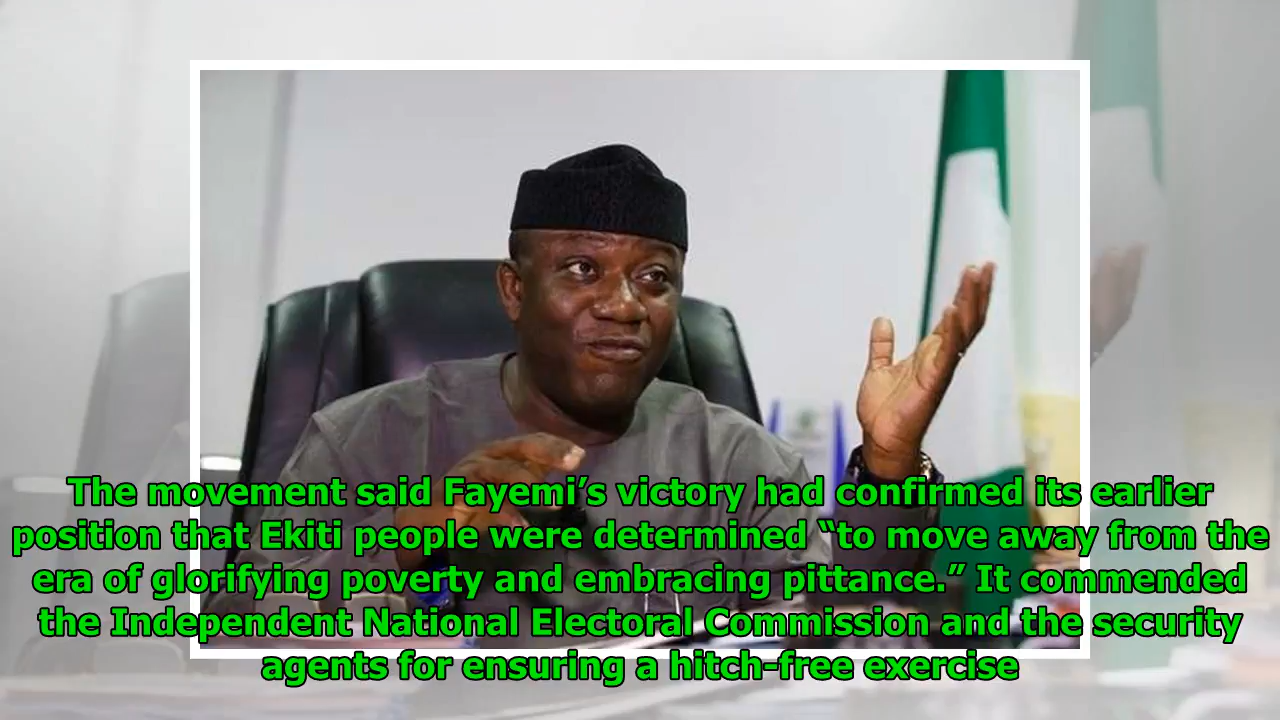 The movement said Fayemi’s victory had confirmed its earlier
position that Ekiti people were determined “to move away from the
era of glorifying poverty and embracing pittance.” It commended
the Independent National Electoral Commission and the security
agents for ensuring a hitch-free exercise